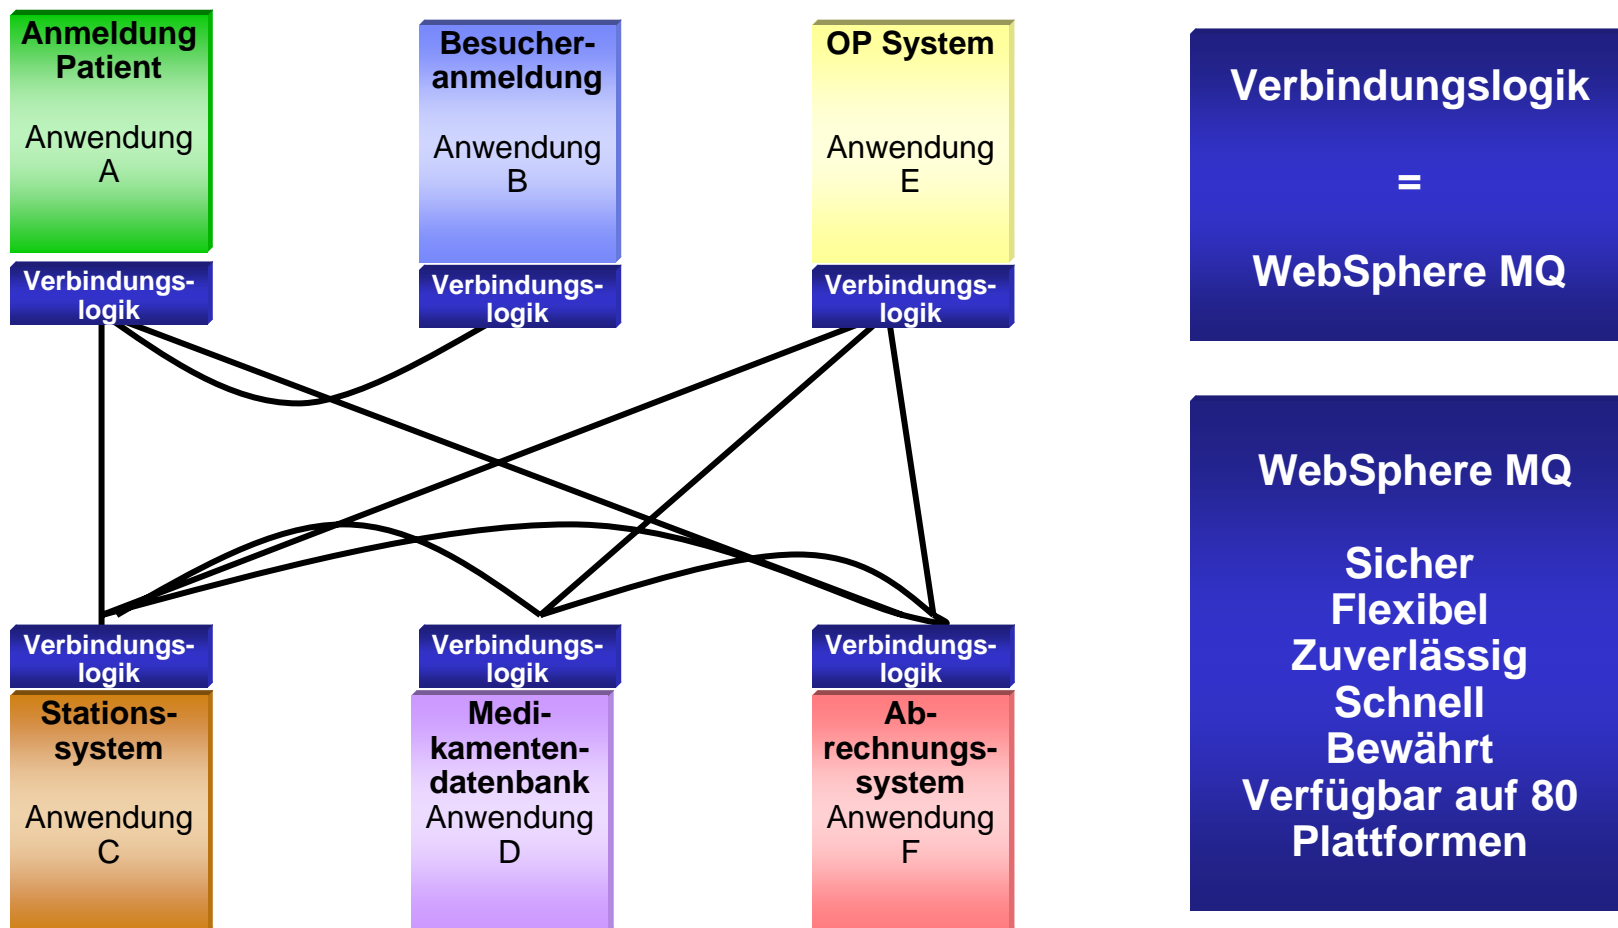 Anmeldung
Patient
Anwendung
A
Verbindungs-
logik
Besucher-
anmeldung
Anwendung
B
Verbindungs-
logik
OP System
Anwendung
E
Verbindungs-
logik
Verbindungslogik
=
WebSphere MQ
Verbindungs-
logik
Stations-
system
Anwendung
C
Verbindungs-
logik
Medi-
kamenten-
datenbank
Anwendung
D
Verbindungs-
logik
Ab-
rechnungs-
system
Anwendung
F
WebSphere MQ
Sicher
Flexibel
Zuverlässig
Schnell
Bewährt
Verfügbar auf 80
Plattformen